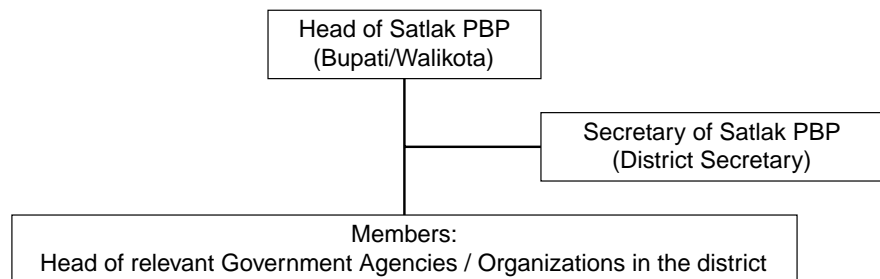 Head of Satlak PBP
(Bupati/Walikota)
Secretary of Satlak PBP
(District Secretary)
Members:
Head of relevant Government Agencies / Organizations in the district